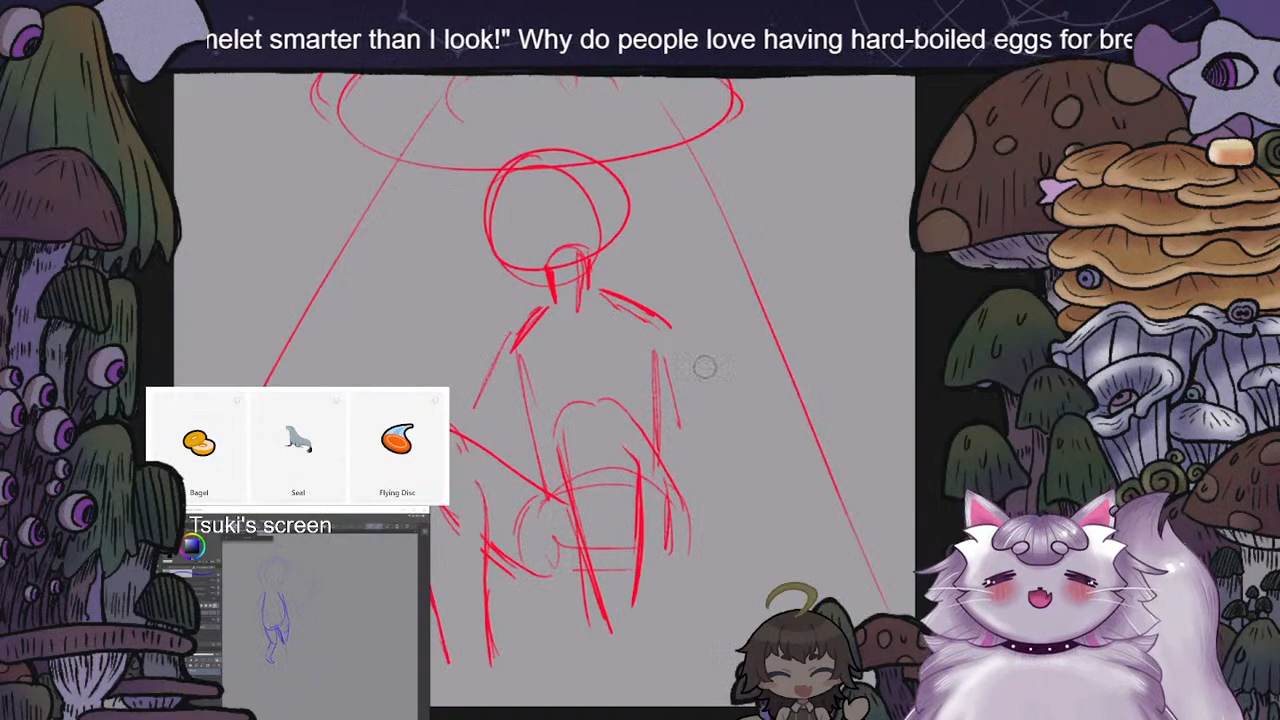 omelet smarter than I look!" Why do people love having hard-boiled eggs for bre
Bagel
Seal
Flying Disc
Tsuki's screen